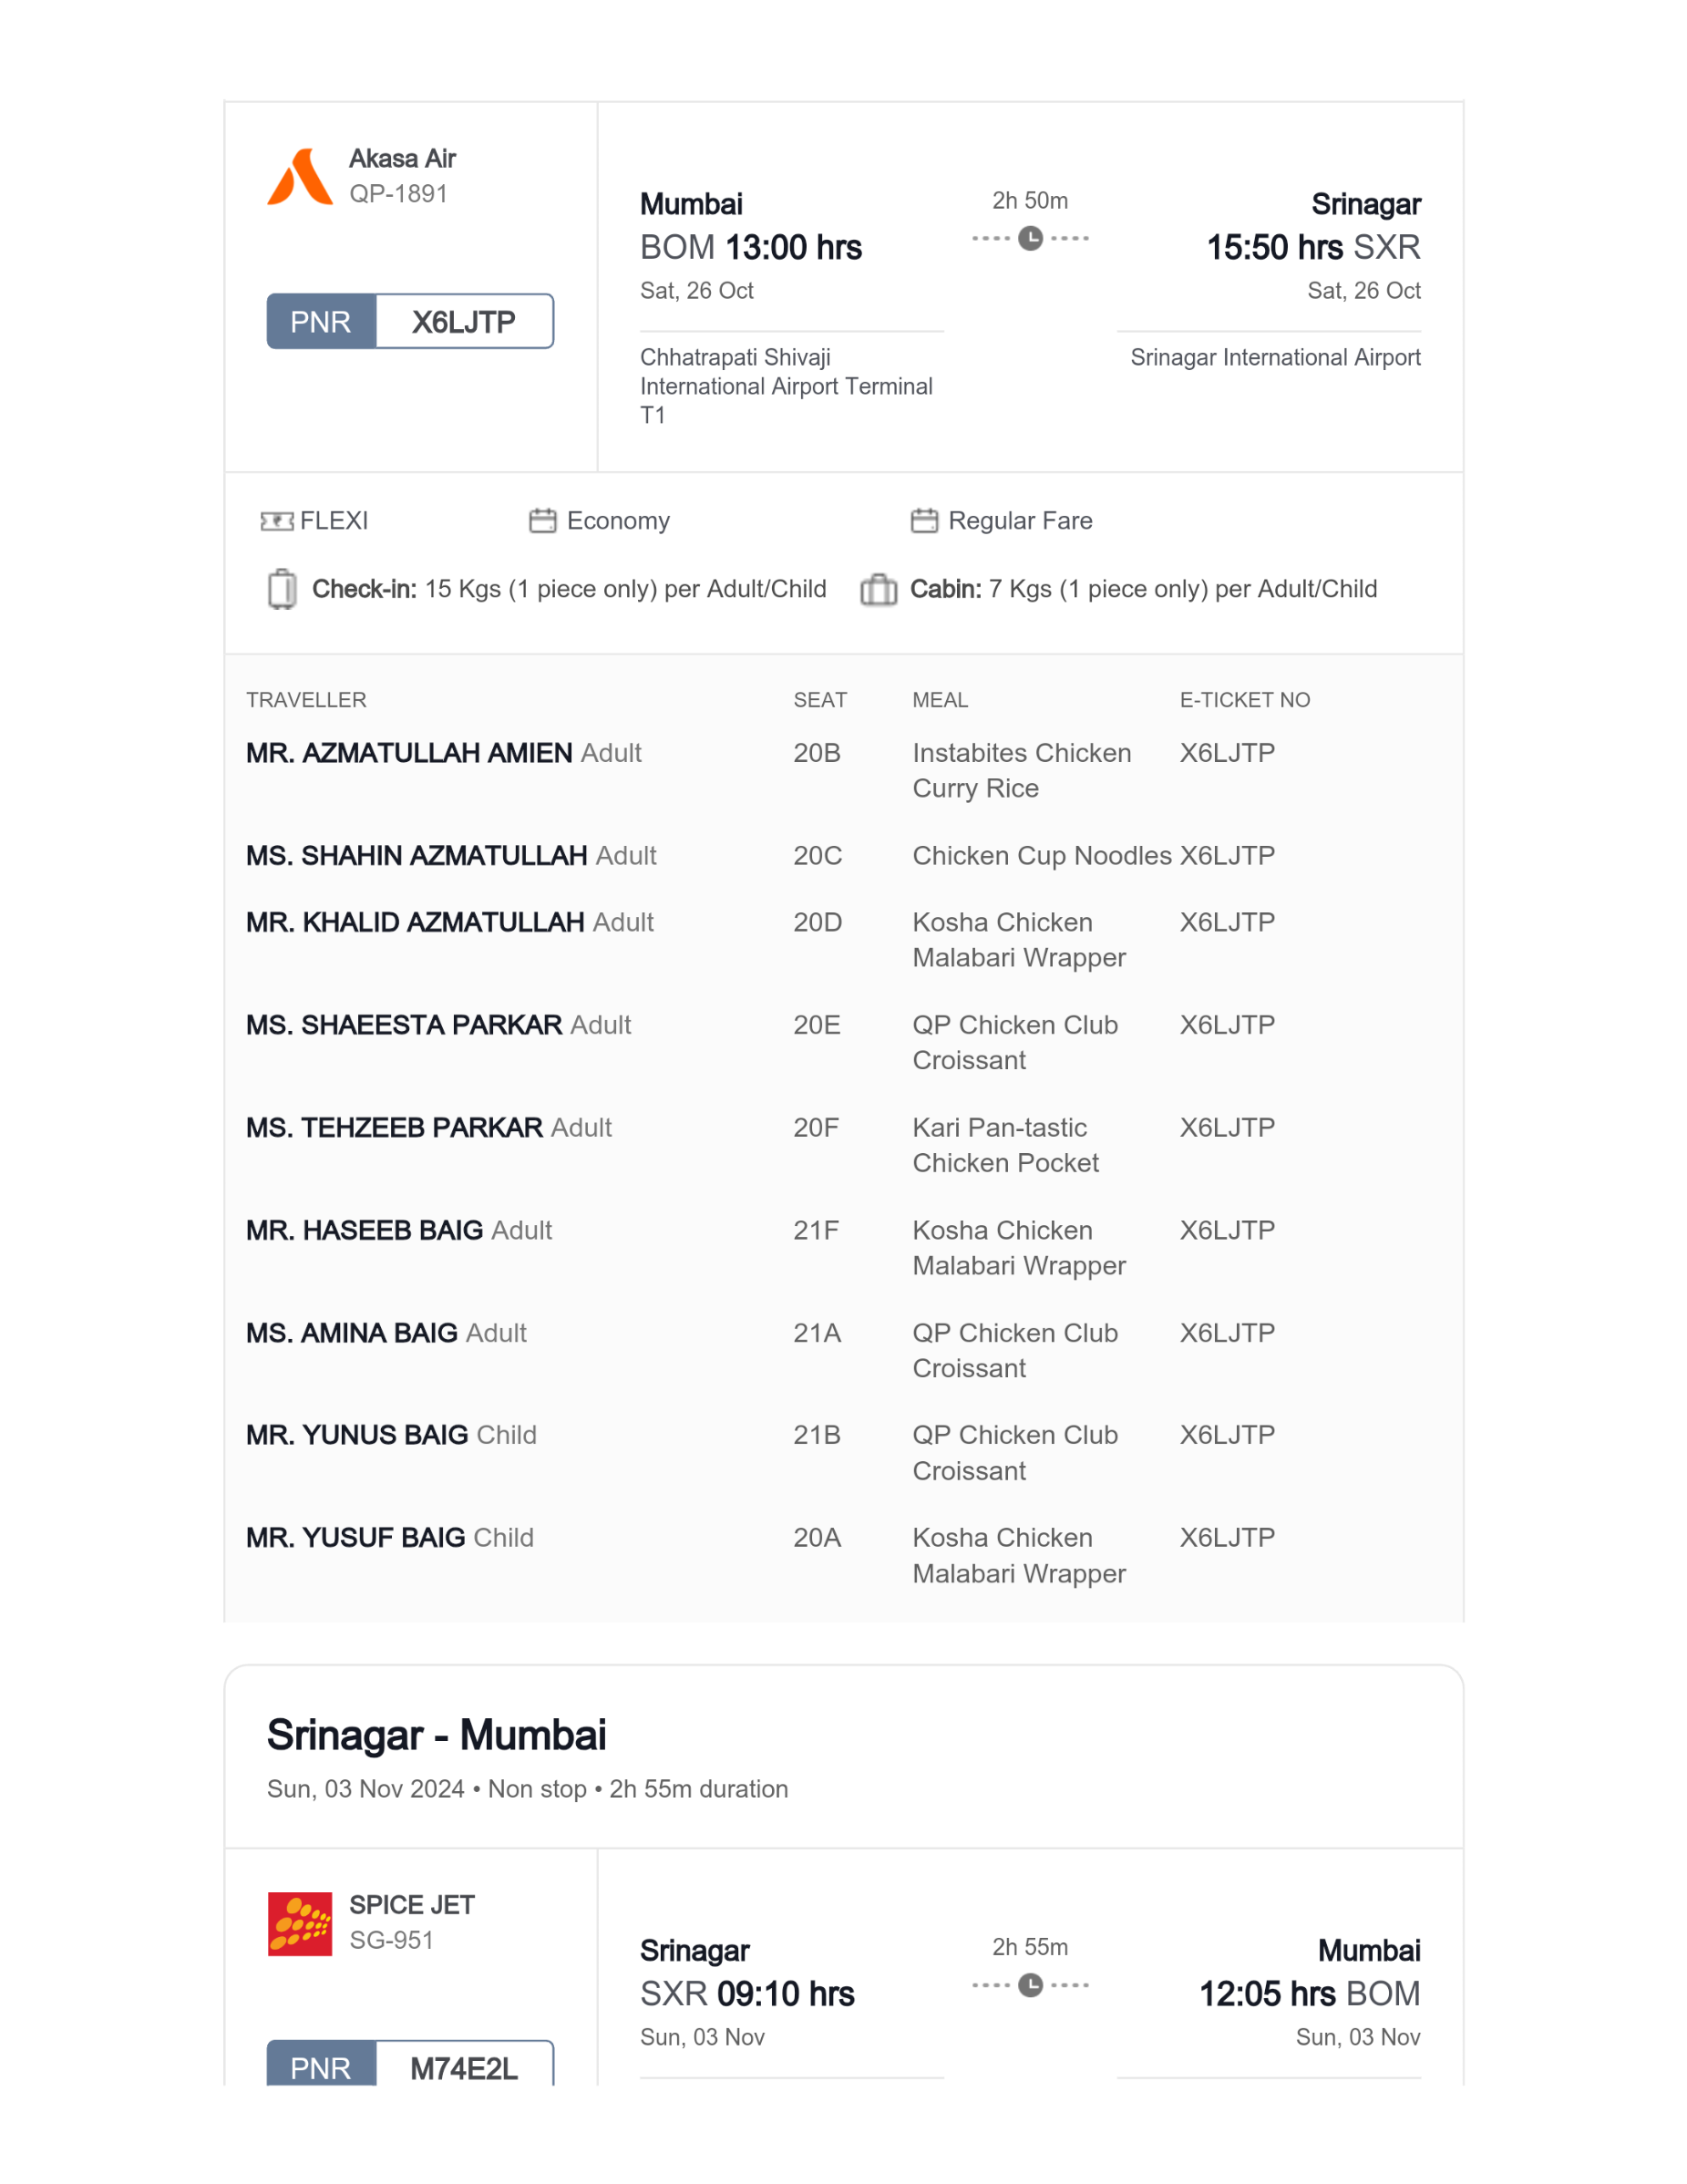 Akasa Air
QP-1891
PNR X6LJTP
Mumbai
BOM 13:00 hrs
Sat, 26 Oct
Chhatrapati Shivaji
International Airport Terminal
T1
2h 50m
Srinagar
15:50 hrs SXR
Sat, 26 Oct
Srinagar International Airport
FLEXI Economy Regular Fare
Check-in: 15 Kgs (1 piece only) per Adult/Child Cabin: 7 Kgs (1 piece only) per Adult/Child
TRAVELLER SEAT MEAL E-TICKET NO
MR. AZMATULLAH AMIEN Adult 20B Instabites Chicken X6LJTP
Curry Rice
MS. SHAHIN AZMATULLAH Adult 20C Chicken Cup Noodles X6LJTP
MR. KHALID AZMATULLAH Adult 20D Kosha Chicken X6LJTP
Malabari Wrapper
MS. SHAEESTA PARKAR Adult 20E QP Chicken Club X6LJTP
Croissant
MS. TEHZEEB PARKAR Adult 20F Kari Pan-tastic X6LJTP
Chicken Pocket
MR. HASEEB BAIG Adult 21F Kosha Chicken X6LJTP
Malabari Wrapper
MS. AMINA BAIG Adult 21A QP Chicken Club X6LJTP
Croissant
MR. YUNUS BAIG Child 21B QP Chicken Club X6LJTP
Croissant
MR. YUSUF BAIG Child 20A Kosha Chicken X6LJTP
Malabari Wrapper
Srinagar - Mumbai
Sun, 03 Nov 2024 • Non stop • 2h 55m duration
SPICE JET
SG-951
PNR M74E2L
Srinagar
SXR 09:10 hrs
Sun, 03 Nov
2h 55m
Mumbai
12:05 hrs BOM
Sun, 03 Nov